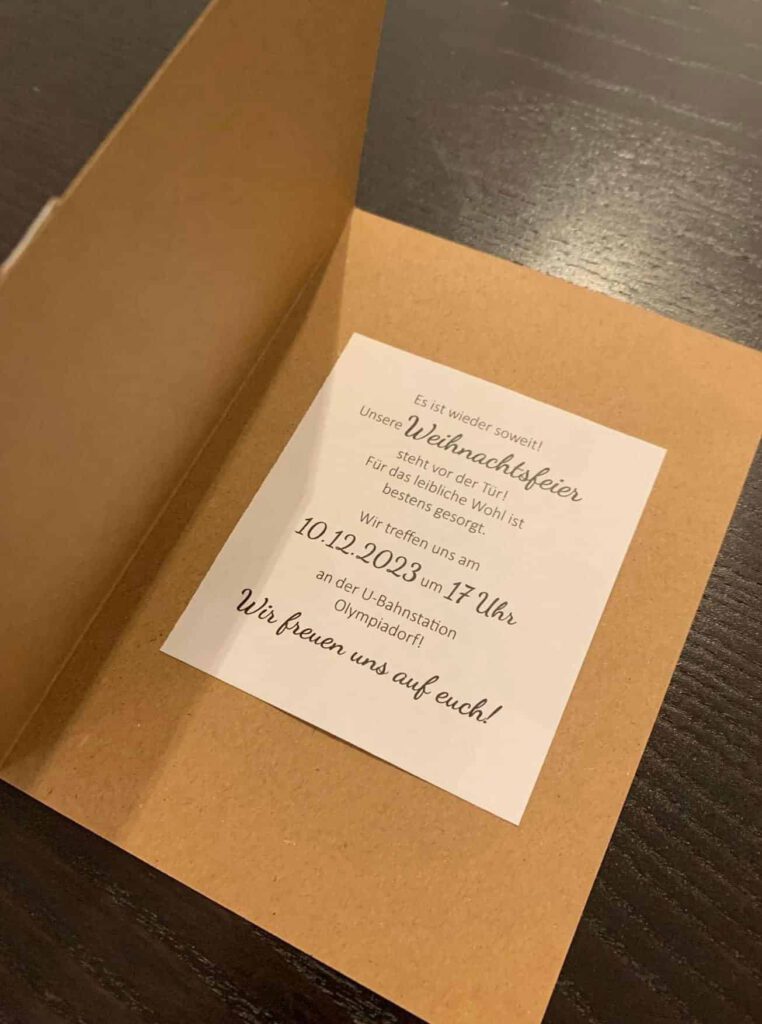 Es ist wieder soweit!
Unsere Weihnachtsfeier
steht vor der Tür!
Für das leibliche Wohl ist
bestens gesorgt.
Wir treffen uns am
10.12.2023 um 17 Uhr
an der U-Bahnstation
Olympiadorf!
Wir freuen uns auf euch!